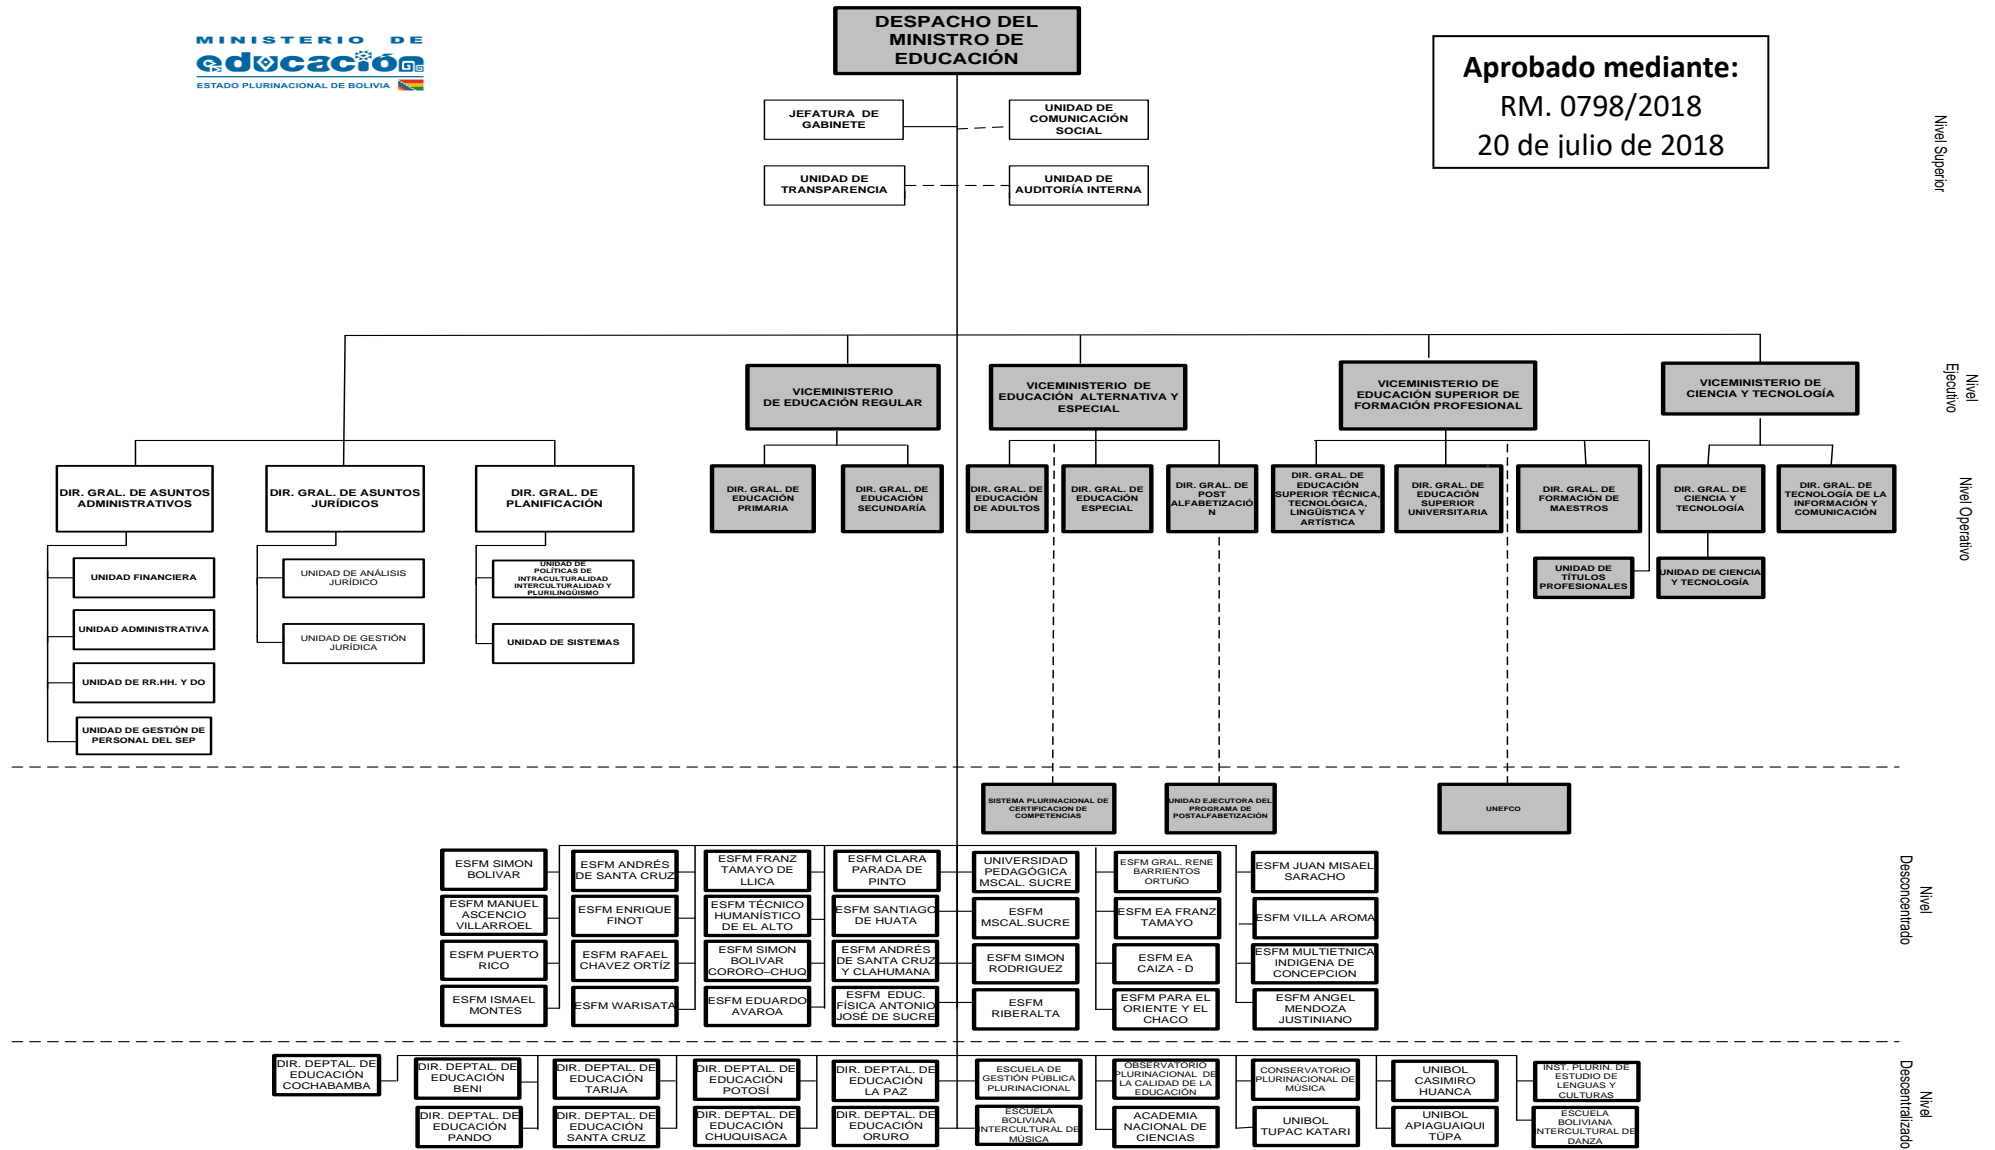 DESPACHO DEL
MINISTRO DE
EDUCACIÓN
MINISTERIO DE
educación
ESTADO PLURINACIONAL DE BOLIVIA
Aprobado mediante:
RM. 0798/2018
20 de julio de 2018
JEFATURA DE
GABINETE
UNIDAD DE
COMUNICACIÓN
SOCIAL
UNIDAD DE
TRANSPARENCIA
UNIDAD DE
AUDITORÍA INTERNA
Nivel Superior
VICEMINISTERIO
DE EDUCACIÓN REGULAR
VICEMINISTERIO DE
EDUCACIÓN ALTERNATIVA Y
ESPECIAL
VICEMINISTERIO DE
EDUCACIÓN SUPERIOR DE
FORMACIÓN PROFESIONAL
VICEMINISTERIO DE
CIENCIA Y TECNOLOGÍA
Nivel
Ejecutivo
DIR. GRAL. DE ASUNTOS
ADMINISTRATIVOS
DIR. GRAL. DE ASUNTOS
JURÍDICOS
DIR. GRAL. DE
PLANIFICACIÓN
DIR. GRAL. DE
EDUCACIÓN
PRIMARIA
DIR. GRAL. DE
EDUCACIÓN
SECUNDARÍA
DIR. GRAL. DE
EDUCACIÓN
DE ADULTOS
DIR. GRAL. DE
EDUCACIÓN
ESPECIAL
DIR. GRAL. DE
POST
ALFABETIZACIÓ
N
DIR. GRAL. DE
EDUCACIÓN
SUPERIOR TÉCNICA,
TECNOLÓGICA,
LINGÜÍSTICA Y
ARTÍSTICA
DIR. GRAL. DE
EDUCACIÓN
SUPERIOR
UNIVERSITARIA
DIR. GRAL. DE
FORMACIÓN DE
MAESTROS
DIR. GRAL. DE
CIENCIA Y
TECNOLOGÍA
DIR. GRAL. DE
TECNOLOGÍA DE LA
INFORMACIÓN Y
COMUNICACIÓN
Nivel Operativo
UNIDAD FINANCIERA
UNIDAD ADMINISTRATIVA
UNIDAD DE RR.HH. Y DO
UNIDAD DE GESTIÓN DE
PERSONAL DEL SEP
UNIDAD DE ANÁLISIS
JURÍDICO
UNIDAD DE GESTIÓN
JURÍDICA
UNIDAD DE
POLÍTICAS DE
INTRACULTURALIDAD
INTERCULTURALIDAD Y
PLURILINGÜISMO
UNIDAD DE SISTEMAS
UNIDAD DE
TÍTULOS
PROFESIONALES
UNIDAD DE CIENCIA
Y TECNOLOGÍA
SISTEMA PLURINACIONAL DE
CERTIFICACION DE
COMPETENCIAS
UNIDAD EJECUTORA DEL
PROGRAMA DE
POSTALFABETIZACIÓN
UNEFCO
ESFM SIMON
BOLIVAR
ESFM ANDRÉS
DE SANTA CRUZ
ESFM FRANZ
TAMAYO DE
LLICA
ESFM CLARA
PARADA DE
PINTO
UNIVERSIDAD
PEDAGÓGICA
MSCAL. SUCRE
ESFM GRAL. RENE
BARRIENTOS
ORTUÑO
ESFM JUAN MISAEL
SARACHO
ESFM MANUEL
ASCENCIO
VILLARROEL
ESFM ENRIQUE
FINOT
ESFM TÉCNICO
HUMANÍSTICO
DE EL ALTO
ESFM SANTIAGO
DE HUATA
ESFM
MSCAL.SUCRE
ESFM EA FRANZ
TAMAYO
ESFM VILLA AROMA
ESFM PUERTO
RICO
ESFM RAFAEL
CHAVEZ ORTÍZ
ESFM SIMON
BOLIVAR
CORORO–CHUQ
ESFM ANDRÉS
DE SANTA CRUZ
Y CLAHUMANA
ESFM SIMON
RODRIGUEZ
ESFM EA
CAIZA - D
ESFM MULTIETNICA
INDIGENA DE
CONCEPCION
ESFM ISMAEL
MONTES
ESFM WARISATA
ESFM EDUARDO
AVAROA
ESFM EDUC.
FÍSICA ANTONIO
JOSÉ DE SUCRE
ESFM
RIBERALTA
ESFM PARA EL
ORIENTE Y EL
CHACO
ESFM ANGEL
MENDOZA
JUSTINIANO
Nivel
Desconcentrado
DIR. DEPTAL. DE
EDUCACIÓN
COCHABAMBA
DIR. DEPTAL. DE
EDUCACIÓN
BENI
DIR. DEPTAL. DE
EDUCACIÓN
TARIJA
DIR. DEPTAL. DE
EDUCACIÓN
POTOSÍ
DIR. DEPTAL. DE
EDUCACIÓN
LA PAZ
ESCUELA DE
GESTIÓN PÚBLICA
PLURINACIONAL
OBSERVATORIO
PLURINACIONAL DE
LA CALIDAD DE LA
EDUCACIÓN
CONSERVATORIO
PLURINACIONAL DE
MÚSICA
UNIBOL
CASIMIRO
HUANCA
INST. PLURIN. DE
ESTUDIO DE
LENGUAS Y
CULTURAS
DIR. DEPTAL. DE
EDUCACIÓN
PANDO
DIR. DEPTAL. DE
EDUCACIÓN
SANTA CRUZ
DIR. DEPTAL. DE
EDUCACIÓN
CHUQUISACA
DIR. DEPTAL. DE
EDUCACIÓN
ORURO
ESCUELA
BOLIVIANA
INTERCULTURAL DE
MÚSICA
ACADEMIA
NACIONAL DE
CIENCIAS
UNIBOL
TUPAC KATARI
UNIBOL
APIAGUAIQUI
TÜPA
ESCUELA
BOLIVIANA
INTERCULTURAL DE
DANZA
Nivel
Descentralizado